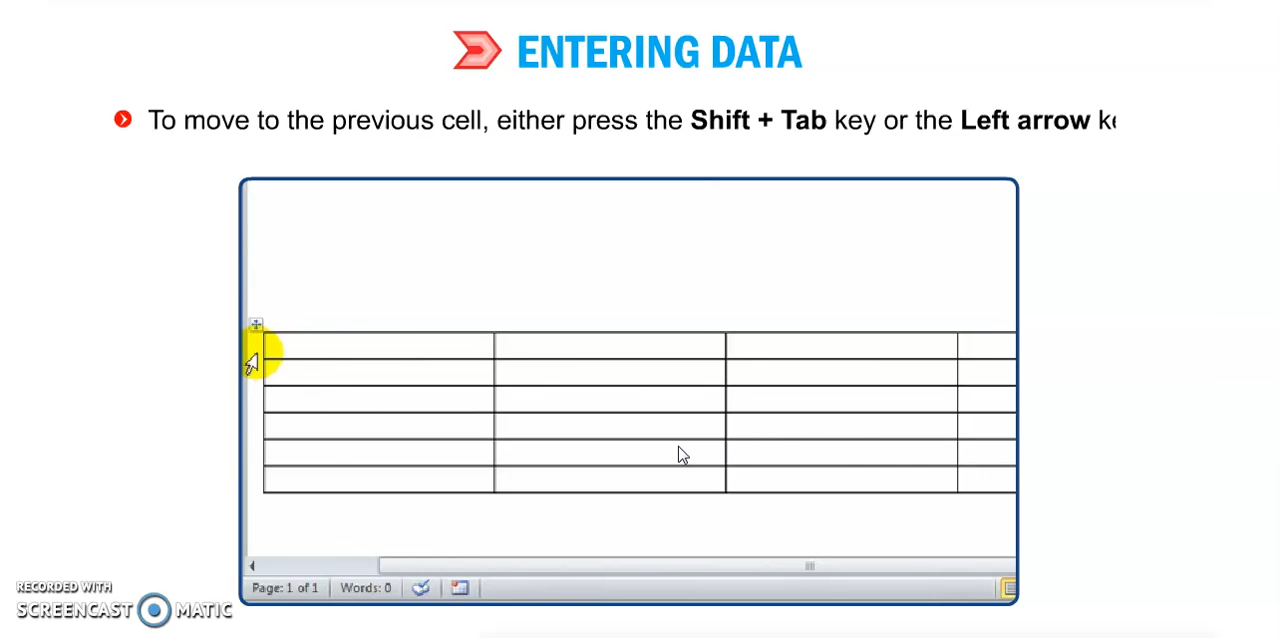 ENTERING DATA
To move to the previous cell, either press the Shift + Tab key or the Left arrow
Page: 1 of 1
Words: 0
RECORDED WITH
SCREENCAST MATIC